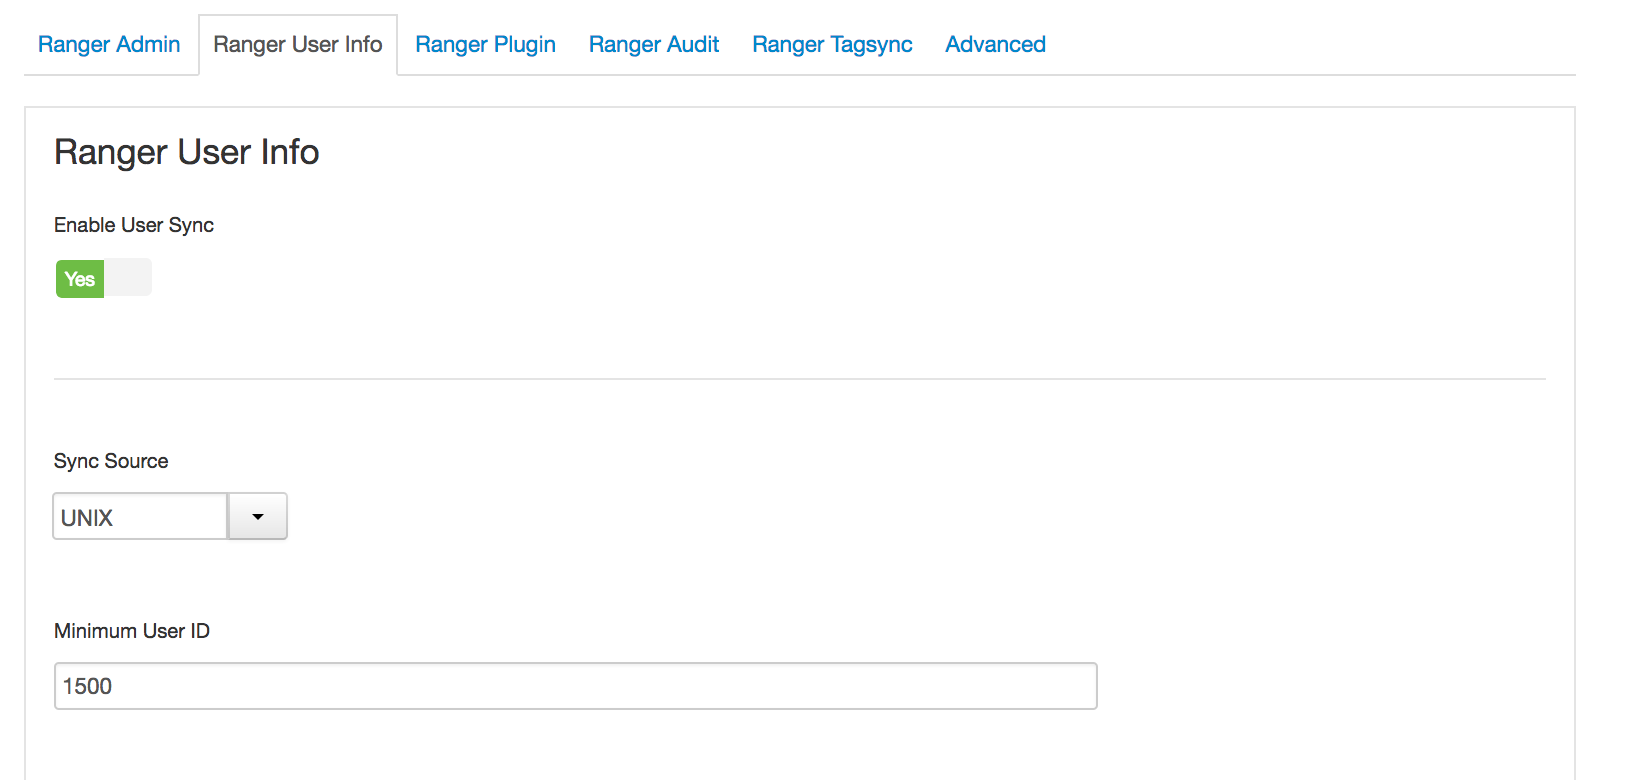 Ranger Admin Ranger User Info Ranger Plugin Ranger Audit Ranger Tagsync Advanced
Ranger User Info
Enable User Sync
Yes
Sync Source
UNIX
Minimum User ID
1500